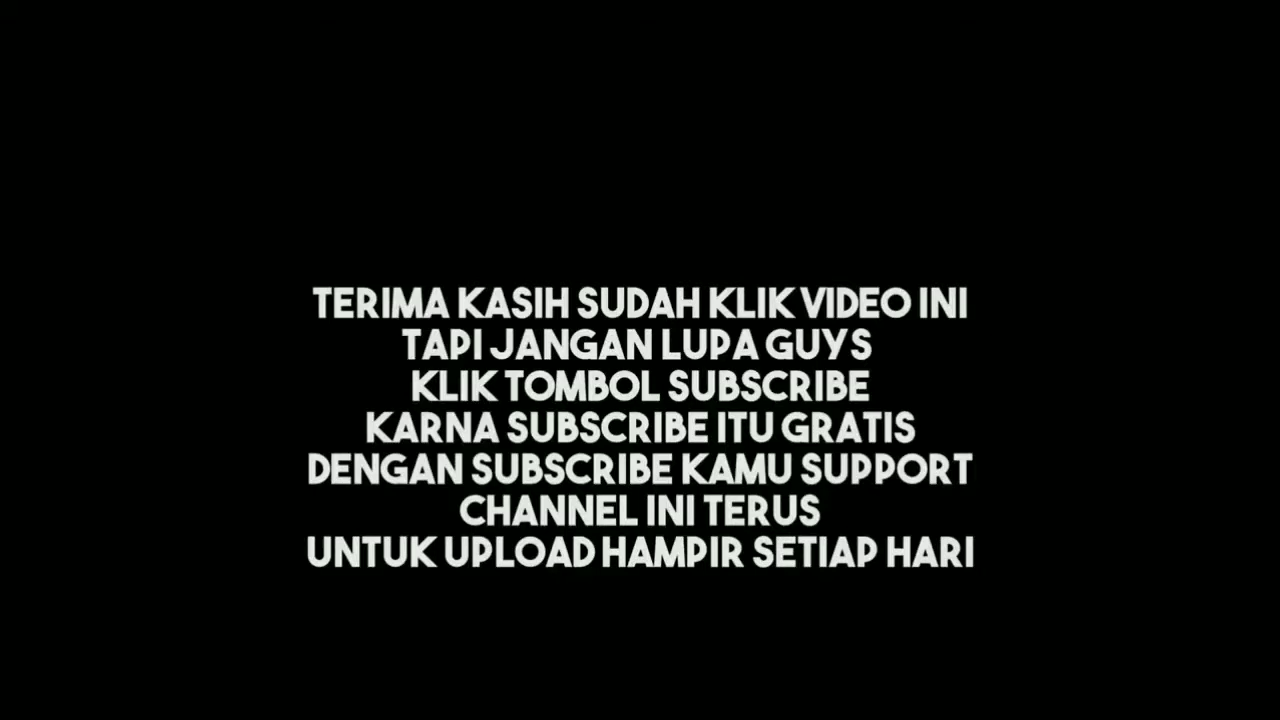 TERIMA KASIH SUDAH KLIK VIDEO INI
TAPI JANGAN LUPA GUYS
KLIK TOMBOL SUBSCRIBE
KARNA SUBSCRIBE ITU GRATIS
DENGAN SUBSCRIBE KAMU SUPPORT
CHANNEL INI TERUS
UNTUK UPLOAD HAMPIR SETIAP HARI